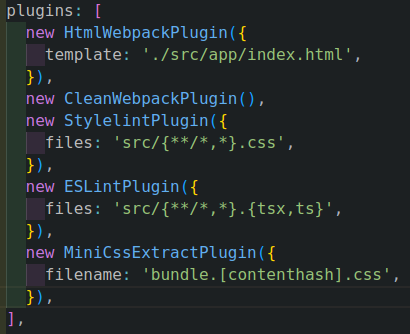 plugins: [
new HtmlWebpackPlugin({
template: './src/app/index.html',
}),
new CleanWebpackPlugin(),
new StylelintPlugin({
files: 'src/{**/*,*}.css',
}),
new ESLintPlugin({
files: 'src/{**/*,*}.{tsx,ts}',
}),
new MiniCssExtractPlugin({
filename: 'bundle.[contenthash].css',
}),
],